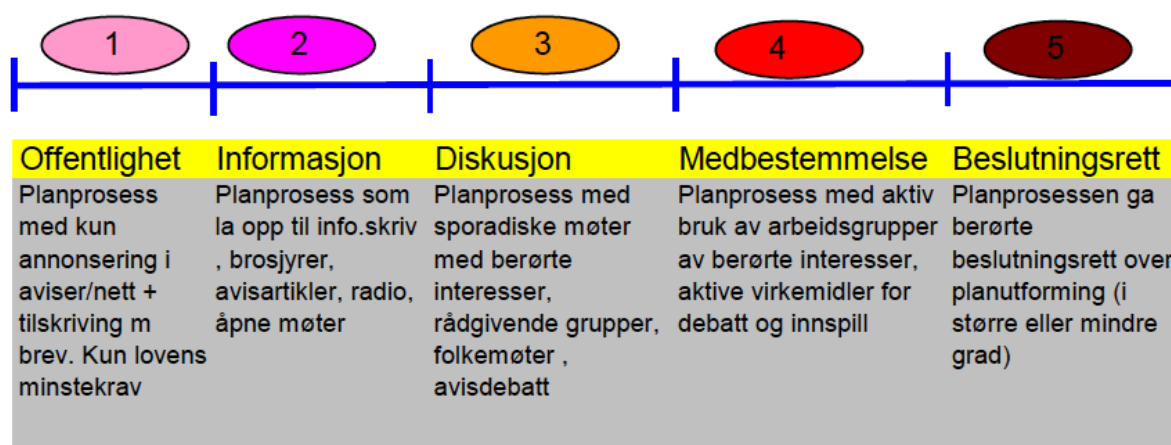 1
2
3
4
5
Offentlighet
Planprosess
med kun
annonsering i
aviser/nett +
tilskriving m
brev. Kun lovens
minstekrav
Informasjon
Planprosess som
la opp til info.skriv
, brosjyrer,
avisartikler, radio,
åpne møter
Diskusjon
Planprosess med
sporadiske møter
med berørte
interesser,
rådgivende grupper,
folkemøter ,
avisdebatt
Medbestemmelse
Planprosess med aktiv
bruk av arbeidsgrupper
av berørte interesser,
aktive virkemidler for
debatt og innspill
Beslutningsrett
Planprosessen ga
berørte
beslutningsrett over
planutforming (i
større eller mindre
grad)